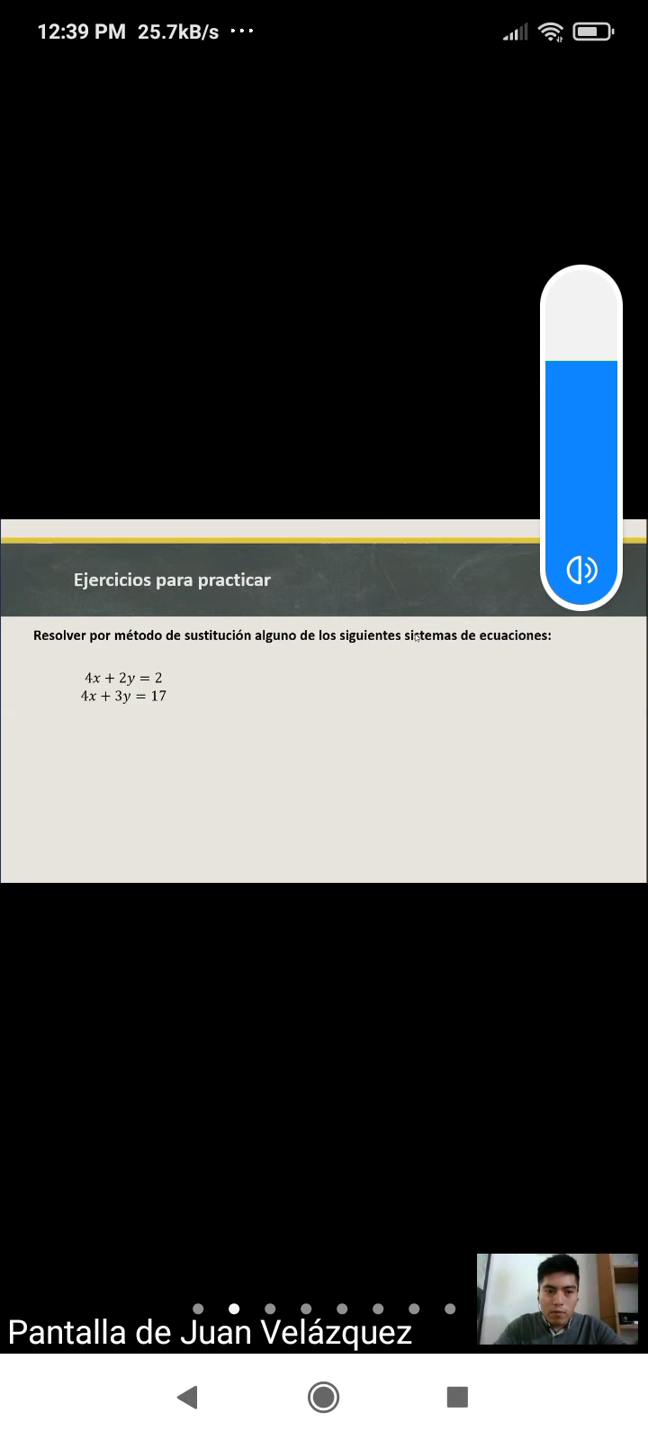 12:39 PM 25.7kB/s ...
Ejercicios para practicar
Resolver por método de sustitución alguno de los siguientes sistemas de ecuaciones:
4x + 2y = 2
4x + 3y = 17
Pantalla de Juan Velázquez